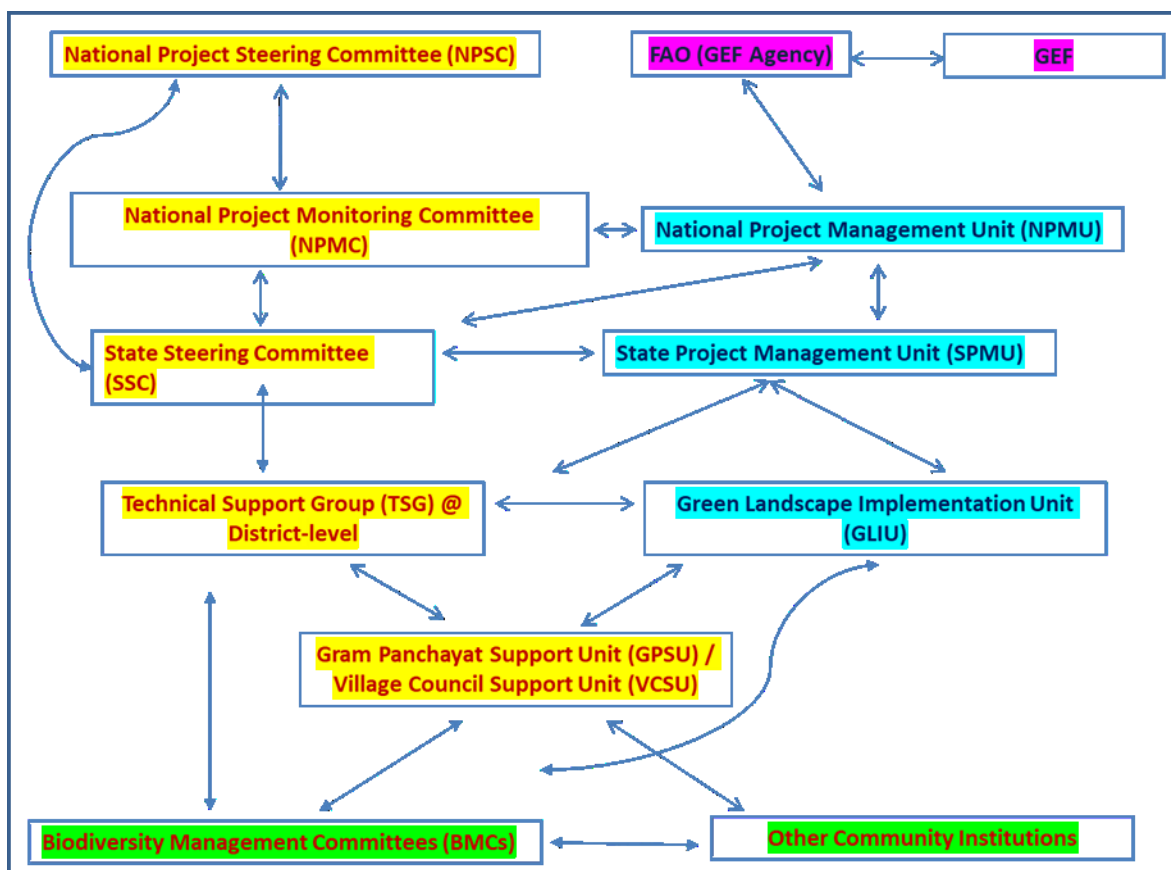 National Project Steering Committee (NPSC)
FAO (GEF Agency)
GEF
National Project Monitoring Committee
(NPMC)
National Project Management Unit (NPMU)
State Steering Committee
(SSC)
State Project Management Unit (SPMU)
Technical Support Group (TSG) @
District-level
Green Landscape Implementation Unit
(GLIU)
Gram Panchayat Support Unit (GPSU) /
Village Council Support Unit (VCSU)
Biodiversity Management Committees (BMCs)
Other Community Institutions